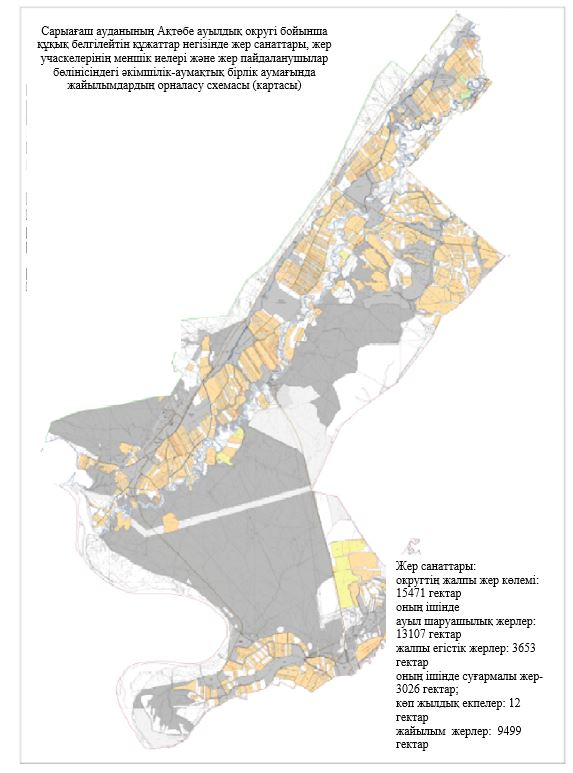 Сарыағаш ауданының Ақтөбе ауылдық округі бойынша
құқық белгілейтін құжаттар негізінде жер санаттары, жер
учаскелерінің меншік иелері және жер пайдаланушылар
бөлінісіндегі әкімшілік-аумақтық бірлік аумағында
жайылымдардың орналасу схемасы (картасы)
Жер санаттары:
округтің жалпы жер көлемі:
15471 гектар
оның ішінде
ауыл шаруашылық жерлер:
13107 гектар
жалпы егістік жерлер: 3653
гектар
оның ішінде суғармалы жер-
3026 гектар;
көп жылдық екпелер: 12
гектар
жайылым жерлер: 9499
гектар